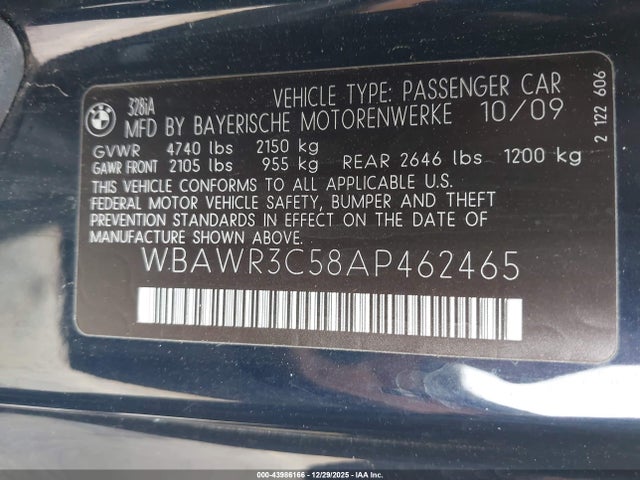 BMW
328iA
VEHICLE TYPE: PASSENGER CAR
MFD BY BAYERISCHE MOTORENWERKE 10/09
GVWR 4740 lbs 2150 kg
GAWR FRONT 2105 lbs 955 kg REAR 2646 lbs 1200 kg
THIS VEHICLE CONFORMS TO ALL APPLICABLE U.S.
FEDERAL MOTOR VEHICLE SAFETY, BUMPER AND THEFT
PREVENTION STANDARDS IN EFFECT ON THE DATE OF
MANUFACTURE:
WBAWR3C58AP462465
2 122 606
000-43986166 • 12/29/2025 • IAA Inc.